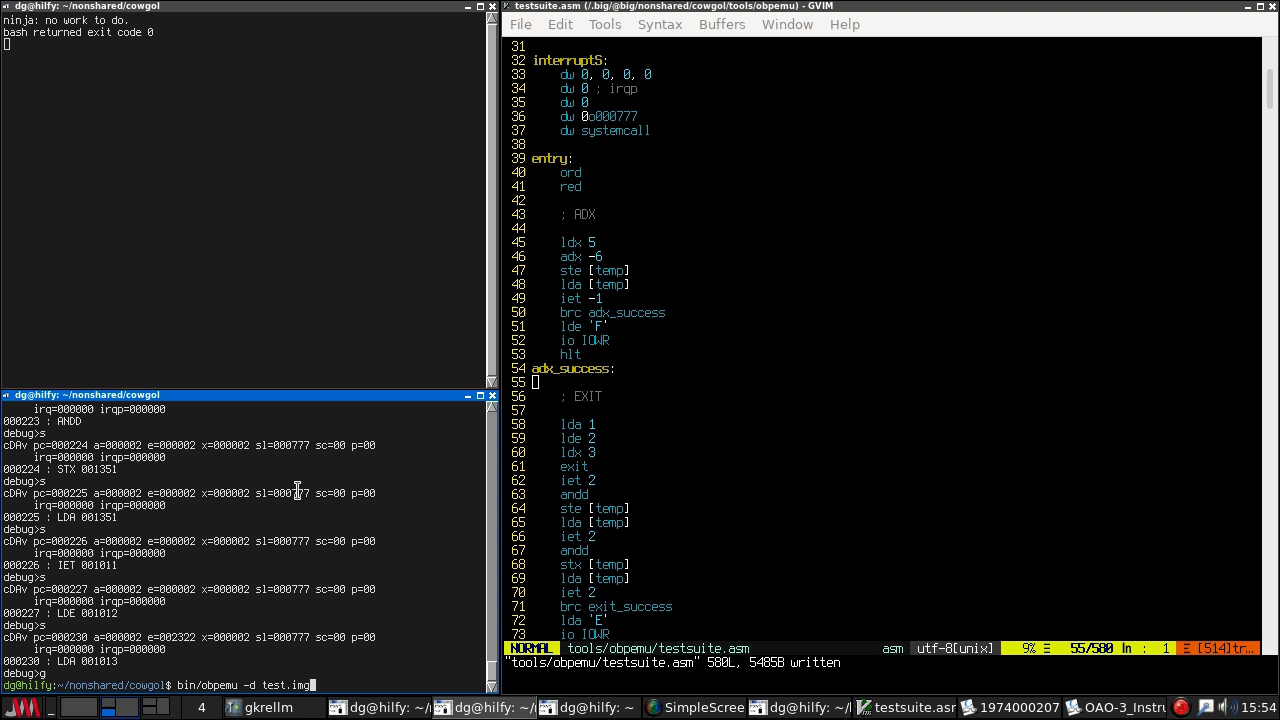 dg@hilfy: ~/nonshared/cowgol
ninja: no work to do.
bash returned exit code 0
dg@hilfy: ~/nonshared/cowgol
irq=000000 irqp=000000
000223 : ANDD
debug>s
cDAv pc=000224 a=000002 e=000002 x=000002 sl=000777 sc=00 p=00
irq=000000 irqp=000000
000224 : STX 001351
debug>s
cDAv pc=000225 a=000002 e=000002 x=000002 sl=000777 sc=00 p=00
irq=000000 irqp=000000
000225 : LDA 001351
debug>s
cDAv pc=000226 a=000002 e=000002 x=000002 sl=000777 sc=00 p=00
irq=000000 irqp=000000
000226 : IET 001011
debug>s
cDAv pc=000227 a=000002 e=000002 x=000002 sl=000777 sc=00 p=00
irq=000000 irqp=000000
000227 : LDE 001012
debug>s
cDAv pc=000230 a=000002 e=002322 x=000002 sl=000777 sc=00 p=00
irq=000000 irqp=000000
000230 : LDA 001013
debug>g
dg@hilfy:~/nonshared/cowgol$ bin/obpemu -d test.img
testsuite.asm (/.big/@big/nonshared/cowgol/tools/obpemu) - GVIM
File Edit Tools Syntax Buffers Window Help
31
32 interruptS:
33 dw 0, 0, 0, 0
34 dw 0 ; irqp
35 dw 0
36 dw 0o000777
37 dw systemcall
38
39 entry:
40 ord
41 red
42
43 ; ADX
44
45 ldx 5
46 adx -6
47 ste [temp]
48 lda [temp]
49 iet -1
50 brc adx_success
51 lde 'F'
52 io IOWR
53 hlt
54 adx_success:
55
56 ; EXIT
57
58 lda 1
59 lde 2
60 ldx 3
61 exit
62 iet 2
63 andd
64 ste [temp]
65 lda [temp]
66 iet 2
67 andd
68 stx [temp]
69 lda [temp]
70 iet 2
71 brc exit_success
72 lda 'E'
73 io IOWR
NORMAL tools/obpemu/testsuite.asm asm utf-8[unix] 9% ☰ 55/580 ln : 1 Ξ [514]tr…
"tools/obpemu/testsuite.asm" 580L, 5485B written
4 gkrellm dg@hilfy: ~/ dg@hilfy: ~/ dg@hilfy: ~ SimpleScree dg@hilfy: ~/ testsuite.asm 1974000207 OAO-3_Instru 15:54